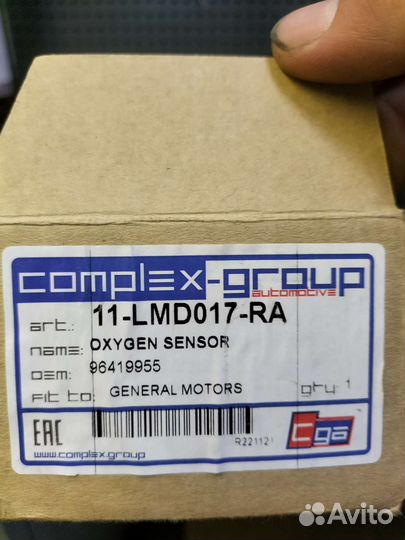 complex-group
automotive
art.: 11-LMD017-RA
name: OXYGEN SENSOR
OEM: 96419955
Fit to: GENERAL MOTORS qty: 1
EAC R221121 cga
www.complex.group
Avito